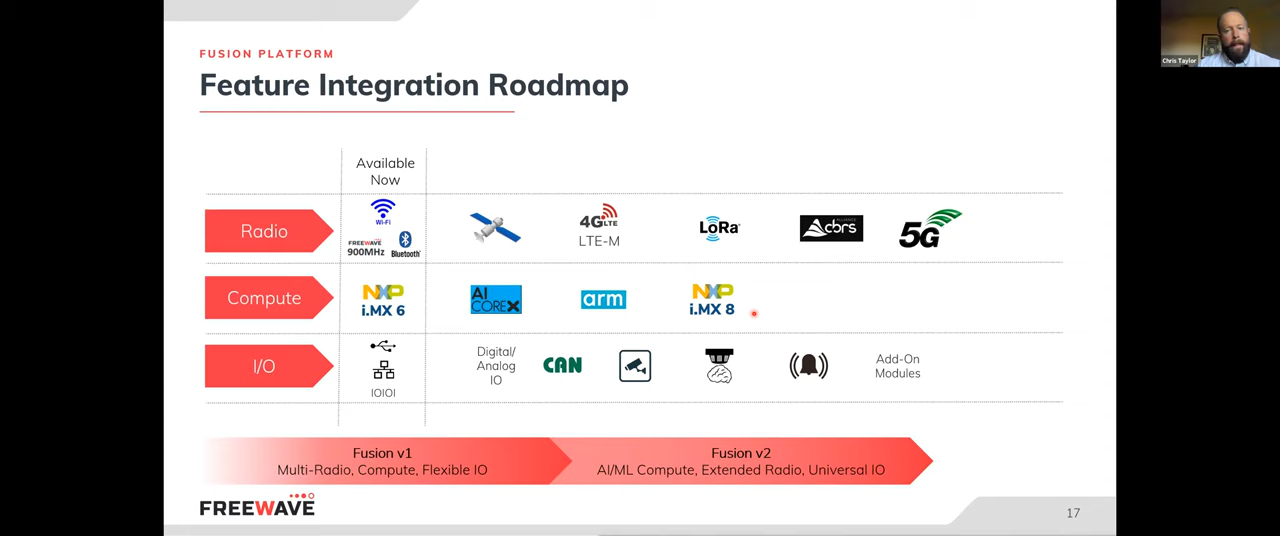 FUSION PLATFORM
Feature Integration Roadmap
Chris Taylor
Available
Now
Radio
Wi-Fi
FREEWAVE
900MHz
Bluetooth
4G LTE
LTE-M
LoRa
ALLIANCE
cbrs
5G
Compute
NXP
i.MX 6
AI
COREX
arm
NXP
i.MX 8
I/O
IOIOI
Digital/
Analog
IO
CAN
Add-On
Modules
Fusion v1
Multi-Radio, Compute, Flexible IO
Fusion v2
AI/ML Compute, Extended Radio, Universal IO
FREEWAVE
17